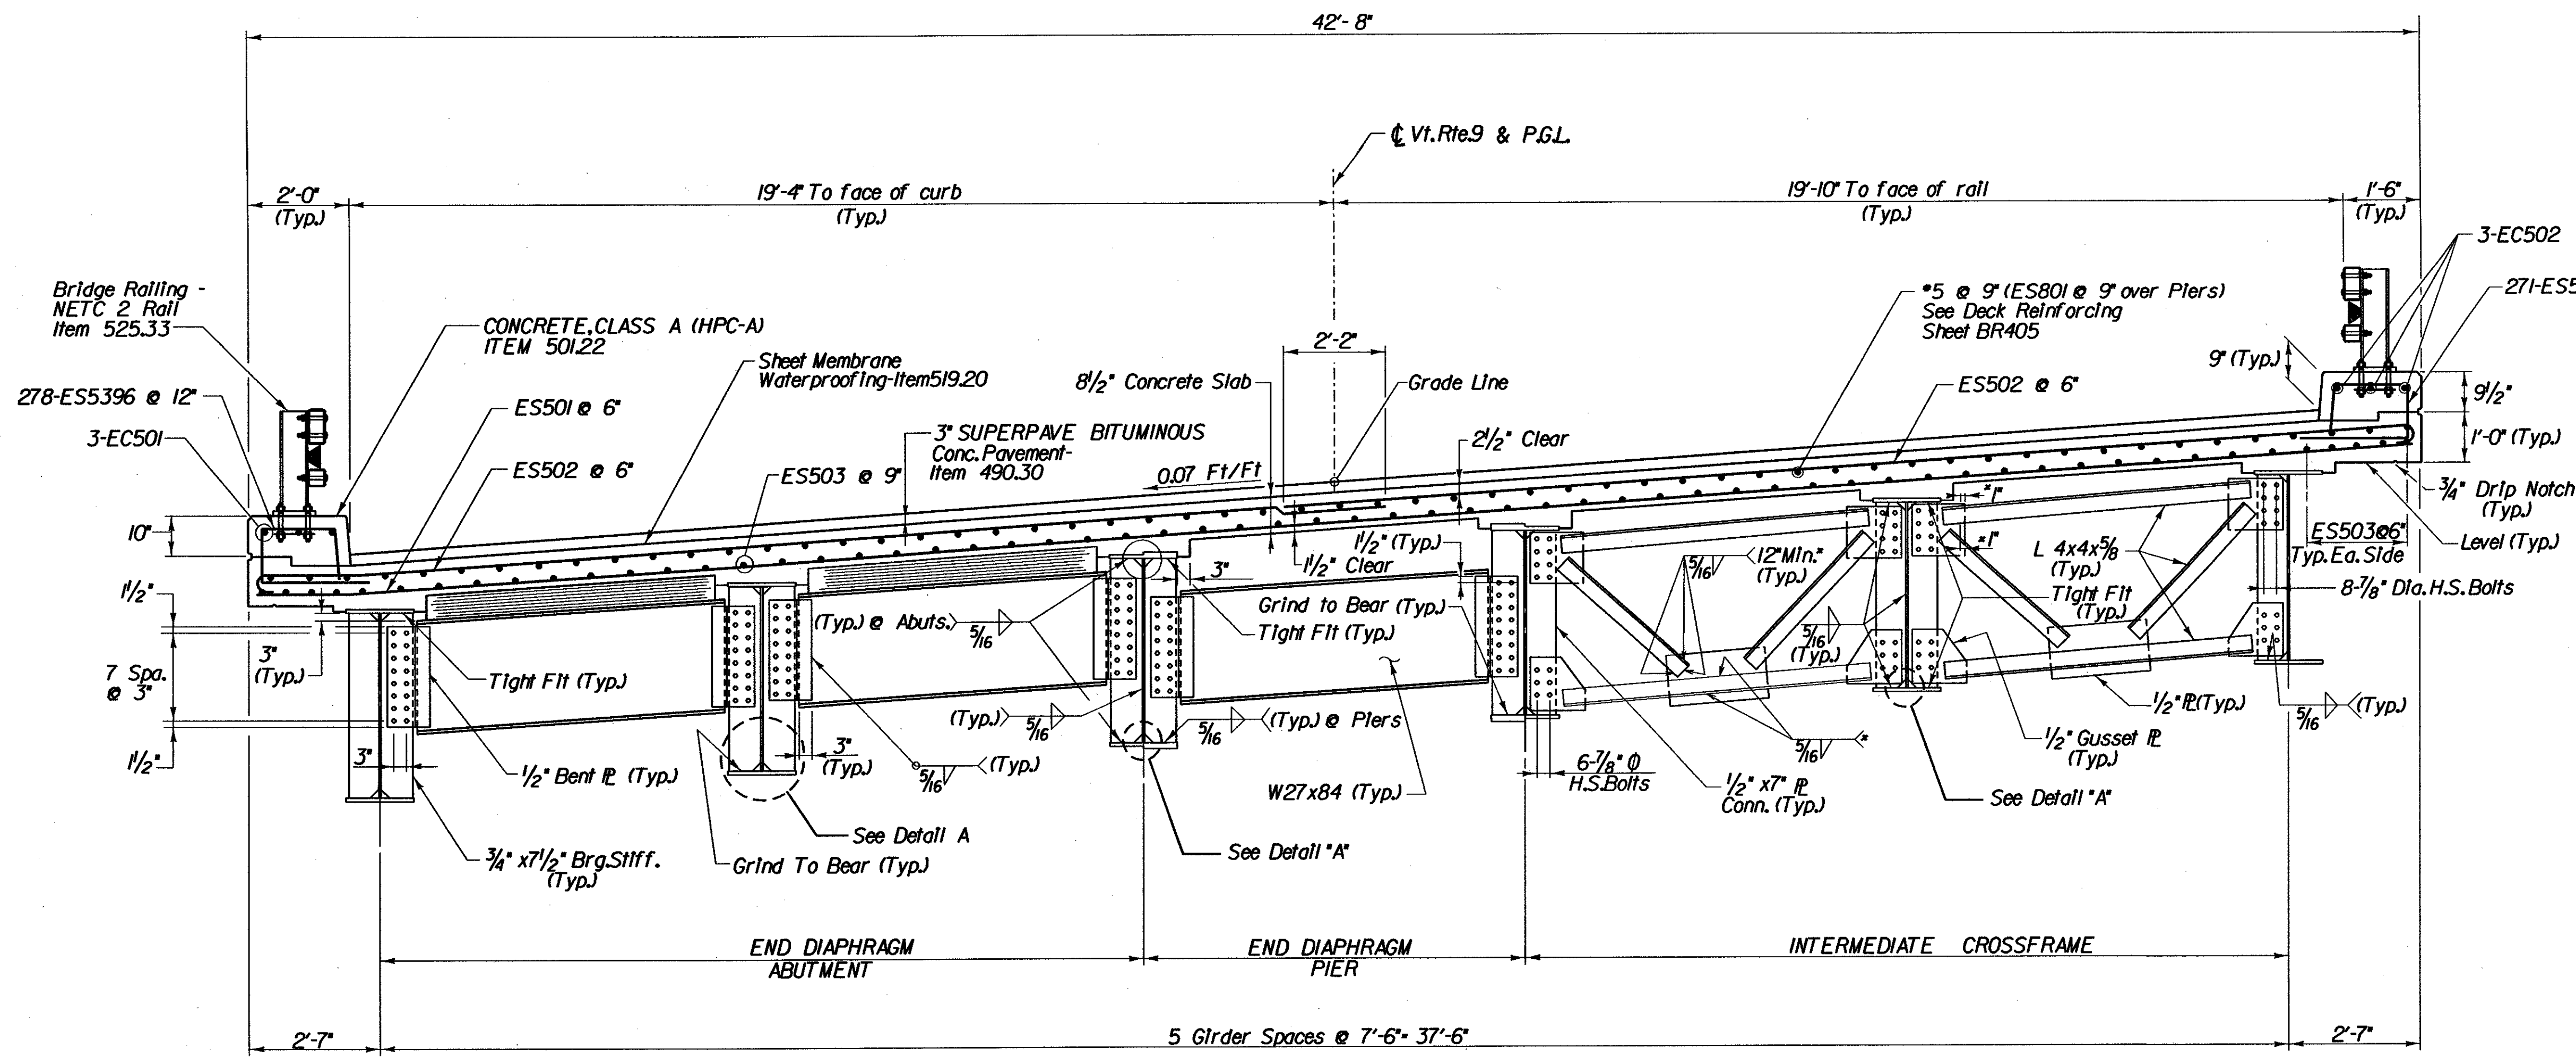 42'-8"
℄ Vt.Rte.9 & P.G.L.
2'-0"
(Typ.)
19'-4" To face of curb
(Typ.)
19'-10" To face of rail
(Typ.)
1'-6"
(Typ.)
3-EC502
Bridge Railing -
NETC 2 Rail
Item 525.33
CONCRETE, CLASS A (HPC-A)
ITEM 501.22
Sheet Membrane
Waterproofing-Item519.20
2'-2"
*5 @ 9" (ES801 @ 9" over Piers)
See Deck Reinforcing
Sheet BR405
271-ES5
9" (Typ.)
8½" Concrete Slab
Grade Line
ES502 @ 6"
9½"
278-ES5396 @ 12"
ES501 @ 6"
3-EC501
3" SUPERPAVE BITUMINOUS
Conc. Pavement-
Item 490.30
2½" Clear
1'-0" (Typ.)
ES502 @ 6"
ES503 @ 9"
0.07 Ft/Ft
*1"
¾" Drip Notch
(Typ.)
10"
1½" (Typ.)
1½" Clear
12" Min.*
(Typ.)
5/16
*1"
L 4x4x⅝
(Typ.)
ES503@6"
Typ. Ea. Side
Level (Typ.)
1½"
3"
Grind to Bear (Typ.)
Tight Fit (Typ.)
Tight Fit
(Typ.)
8-⅞" Dia. H.S. Bolts
(Typ.) @ Abuts.
5/16
5/16
(Typ.)
7 Spa.
@ 3"
3"
(Typ.)
Tight Fit (Typ.)
(Typ.)
5/16
5/16
(Typ.) @ Piers
½" ℙL (Typ.)
5/16
(Typ.)
1½"
3"
½" Bent ℙL (Typ.)
3"
(Typ.)
5/16
(Typ.)
5/16
*
½" Gusset ℙL
(Typ.)
W27x84 (Typ.)
6-⅞" Ø
H.S. Bolts
½" x7" ℙL
Conn. (Typ.)
See Detail "A"
See Detail A
¾" x7½" Brg. Stiff.
(Typ.)
Grind To Bear (Typ.)
See Detail "A"
END DIAPHRAGM
ABUTMENT
END DIAPHRAGM
PIER
INTERMEDIATE CROSSFRAME
2'-7"
5 Girder Spaces @ 7'-6" = 37'-6"
2'-7"